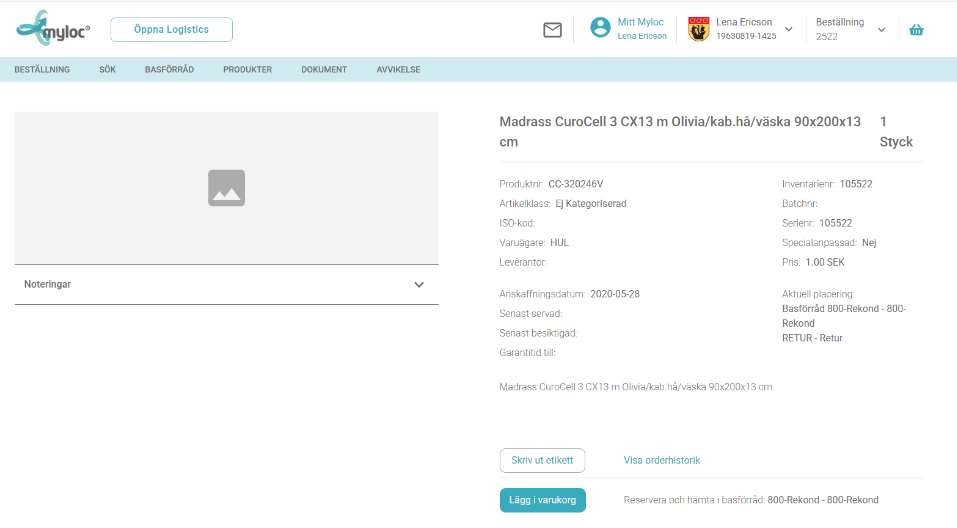 myloc®
Öppna Logistics
Mitt Myloc
Lena Ericson
Lena Ericson
19630819-1425
Beställning
2522
BESTÄLLNING SÖK BASFÖRRÅD PRODUKTER DOKUMENT AVVIKELSE
Madrass CuroCell 3 CX13 m Olivia/kab.hå/väska 90x200x13
cm
1
Styck
Produktnr: CC-320246V
Artikelklass: Ej Kategoriserad
ISO-kod:
Varuägare: HUL
Leverantör:
Inventarienr: 105522
Batchnr:
Serienr: 105522
Specialanpassad: Nej
Pris: 1.00 SEK
Noteringar
Anskaffningsdatum: 2020-05-28
Senast servad:
Senast besiktigad:
Garantitid till:
Aktuell placering:
Basförråd 800-Rekond - 800-
Rekond
RETUR - Retur
Madrass CuroCell 3 CX13 m Olivia/kab.hå/väska 90x200x13 cm
Skriv ut etikett
Visa orderhistorik
Lägg i varukorg
Reservera och hämta i basförråd: 800-Rekond - 800-Rekond